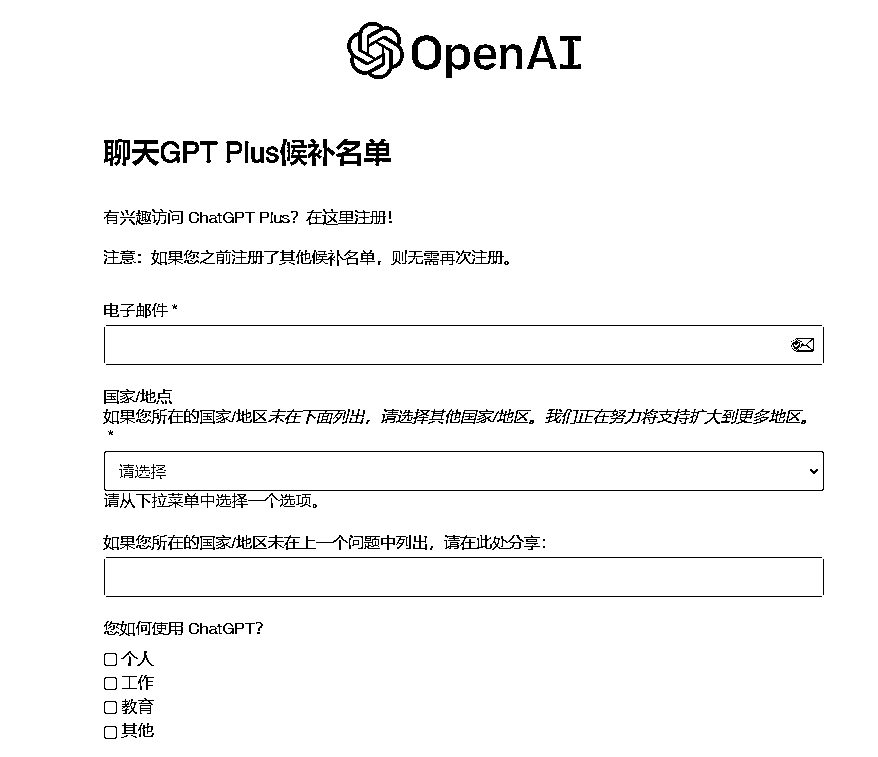 OpenAI
聊天GPT Plus候补名单
有兴趣访问 ChatGPT Plus？在这里注册！
注意：如果您之前注册了其他候补名单，则无需再次注册。
电子邮件 *
国家/地点
如果您所在的国家/地区未在下面列出，请选择其他国家/地区。我们正在努力将支持扩大到更多地区。
*
请选择
请从下拉菜单中选择一个选项。
如果您所在的国家/地区未在上一个问题中列出，请在此处分享：
您如何使用 ChatGPT？
个人
工作
教育
其他